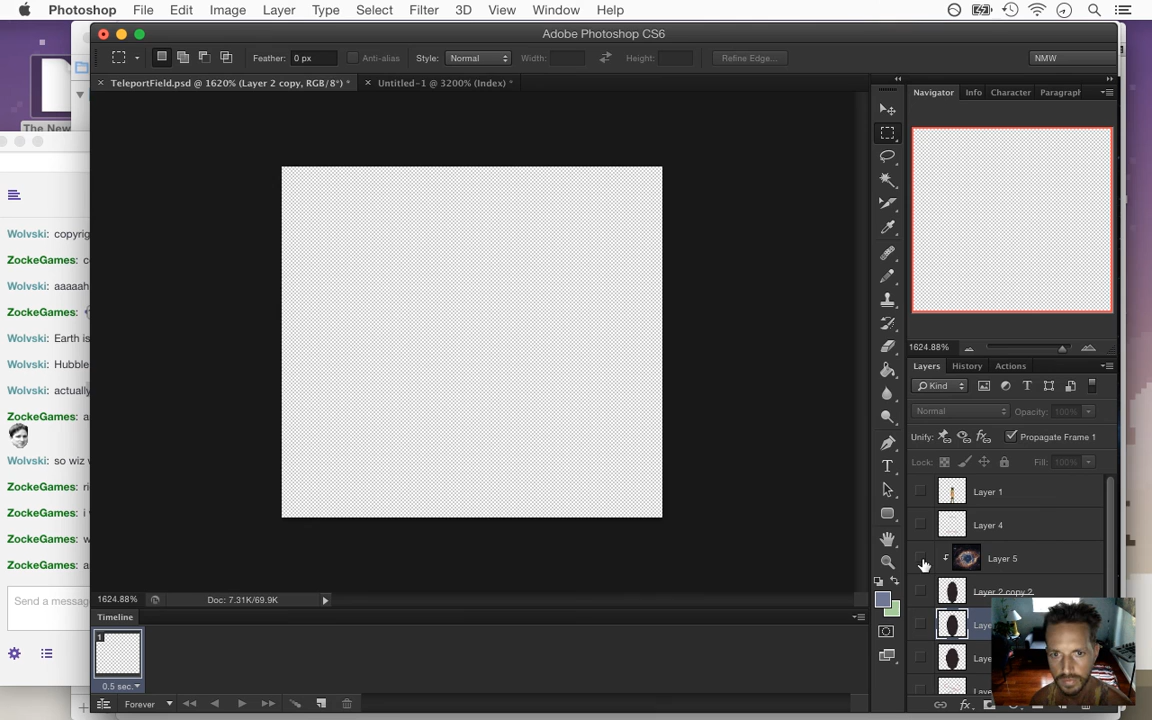 Photoshop File Edit Image Layer Type Select Filter 3D View Window Help
Adobe Photoshop CS6
Feather: 0 px Anti-alias Style: Normal Width: Height: Refine Edge... NMW
TeleportField.psd @ 1620% (Layer 2 copy, RGB/8*) * Untitled-1 @ 3200% (Index) *
Navigator Info Character Paragraph
The New
Wolvski: copyrig
ZockeGames:
Wolvski: aaaaah
ZockeGames:
Wolvski: Earth is
Wolvski: Hubble
Wolvski: actually
ZockeGames:
Wolvski: so wiz
ZockeGames:
ZockeGames:
ZockeGames:
ZockeGames:
Send a messag
1624.88%
Layers History Actions
Kind
Normal Opacity: 100%
Unify: Propagate Frame 1
Lock: Fill: 100%
Layer 1
Layer 4
Layer 5
Layer 2 copy 2
1624.88% Doc: 7.31K/69.9K
Timeline
1
0.5 sec.
Forever